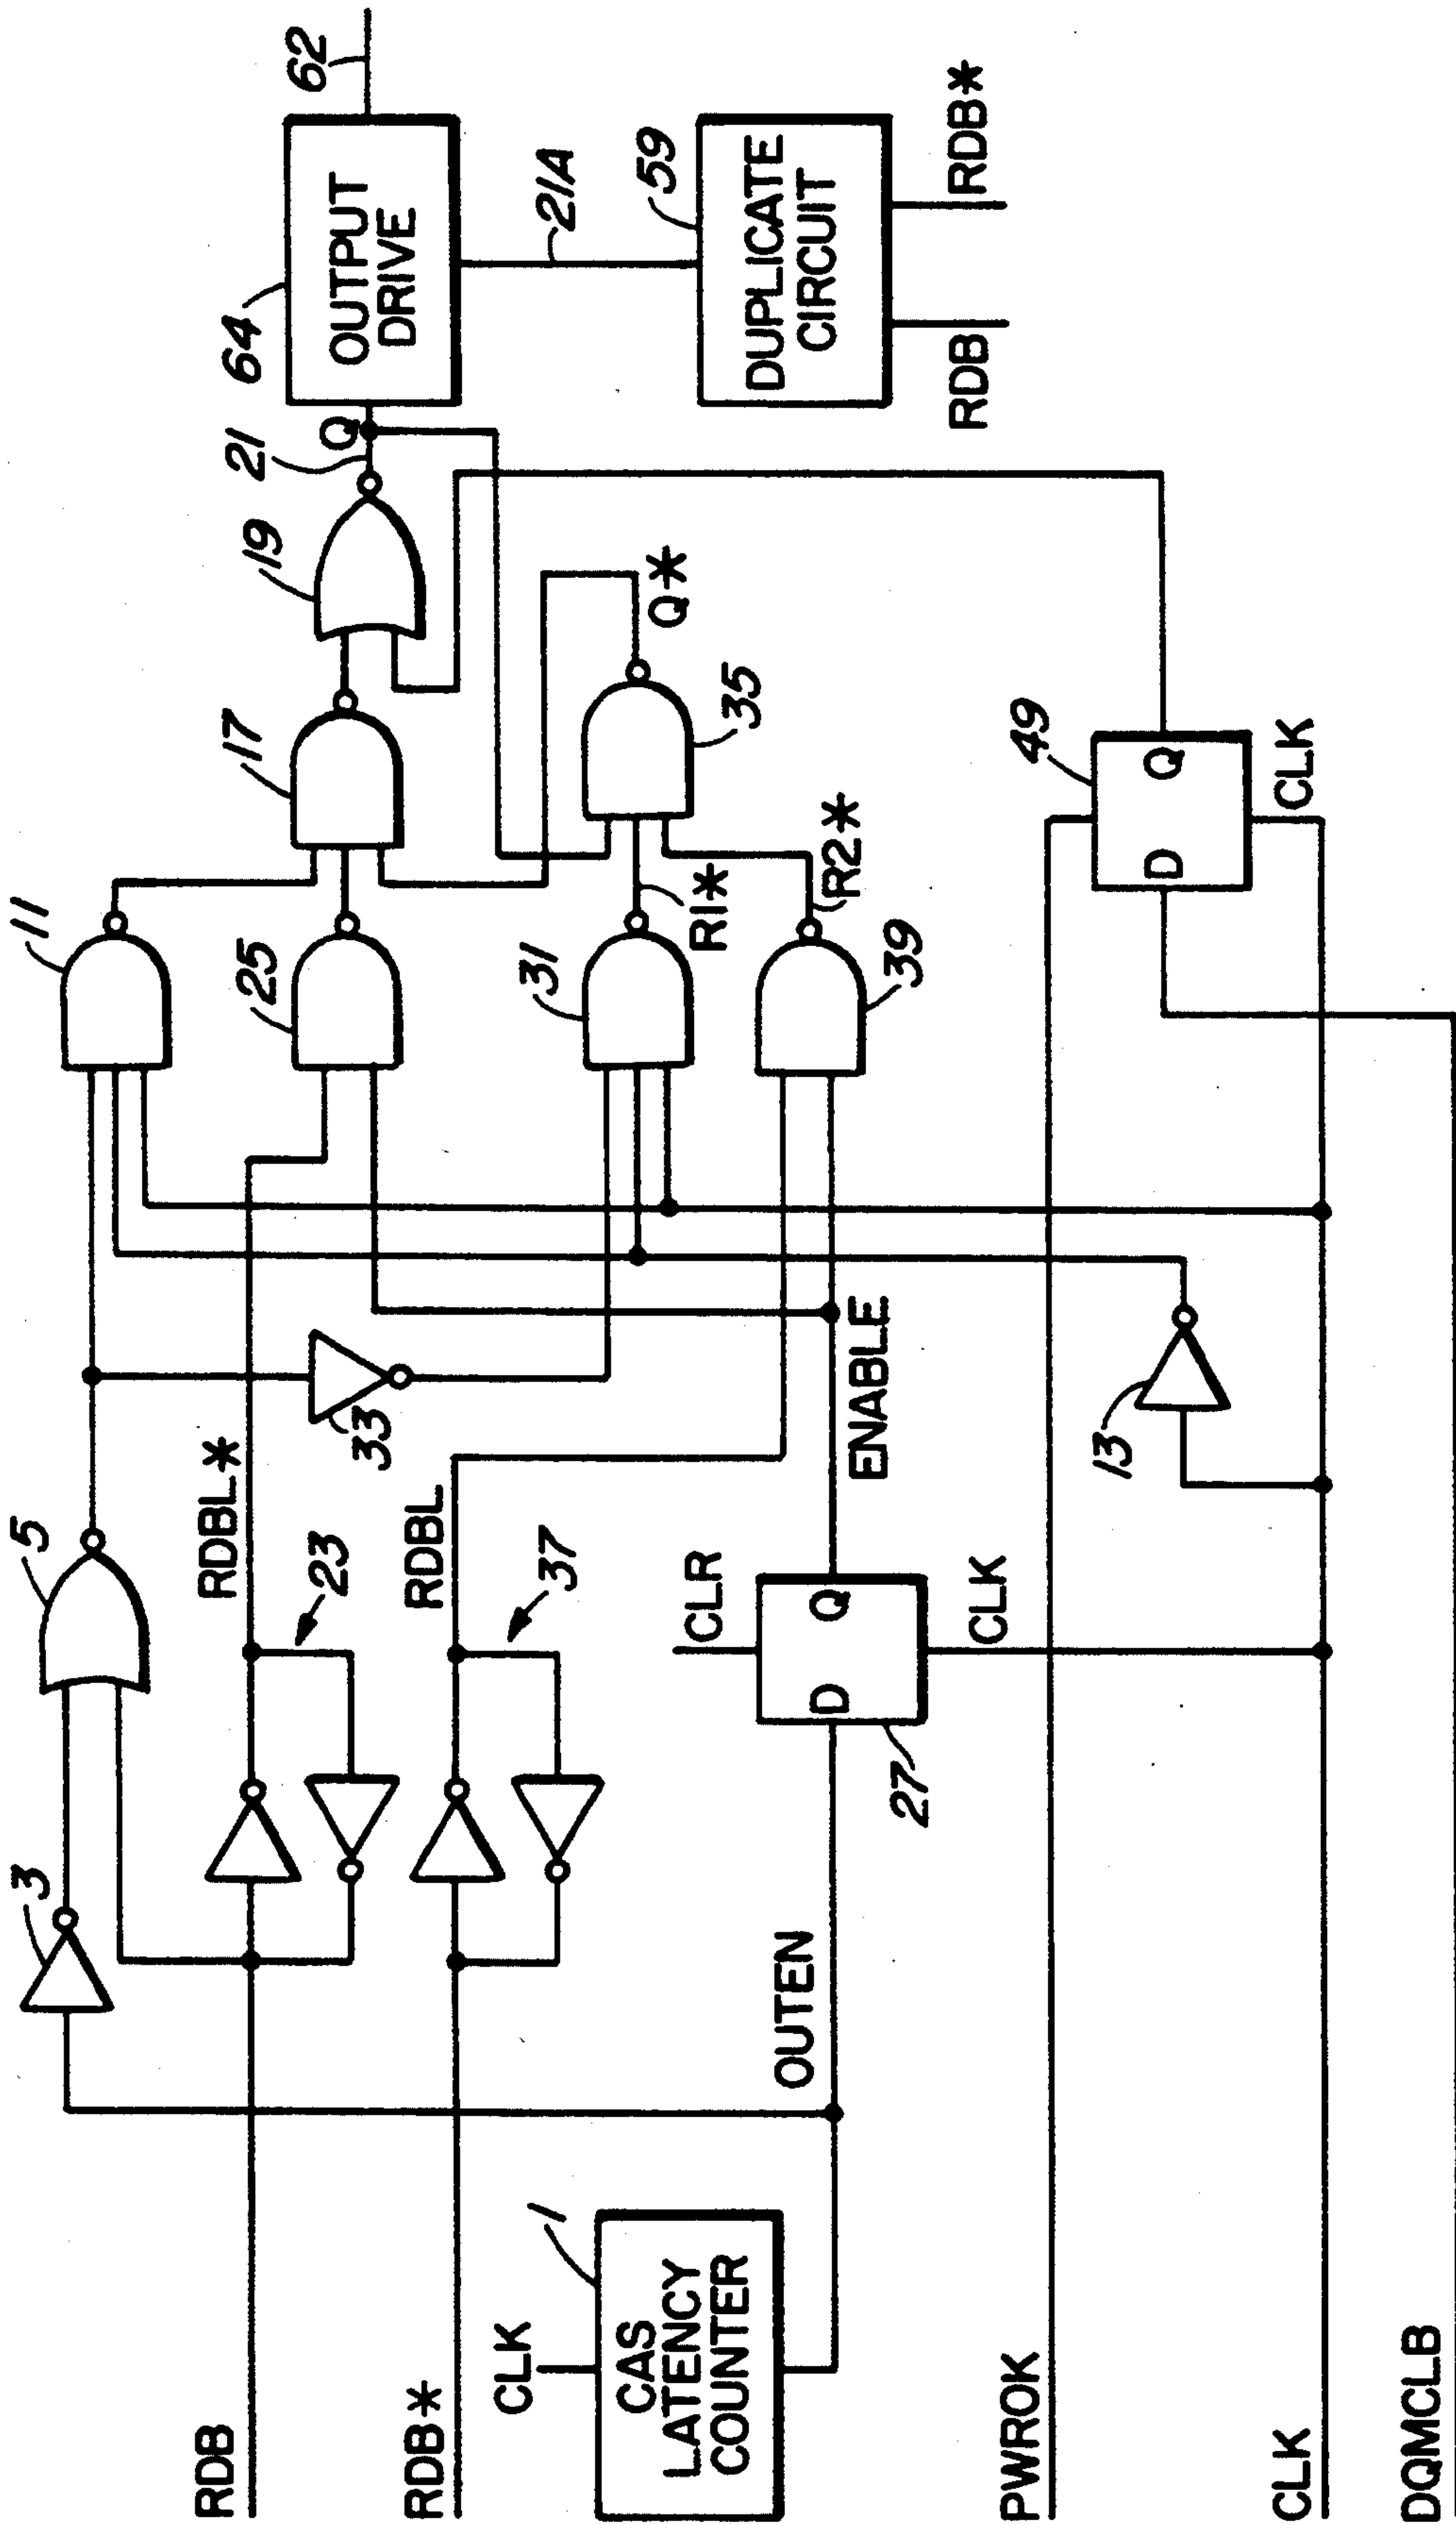 RDB
RDB*
CLK
1
CAS
LATENCY
COUNTER
PWROK
CLK
DQMCLB
3
5
OUTEN
RDBL*
23
RDBL
37
CLR
D
Q
27
CLK
33
ENABLE
13
11
25
31
R1*
39
R2*
17
35
Q*
49
D
Q
CLK
19
21
Q
64
OUTPUT
DRIVE
62
21A
59
DUPLICATE
CIRCUIT
RDB
RDB*